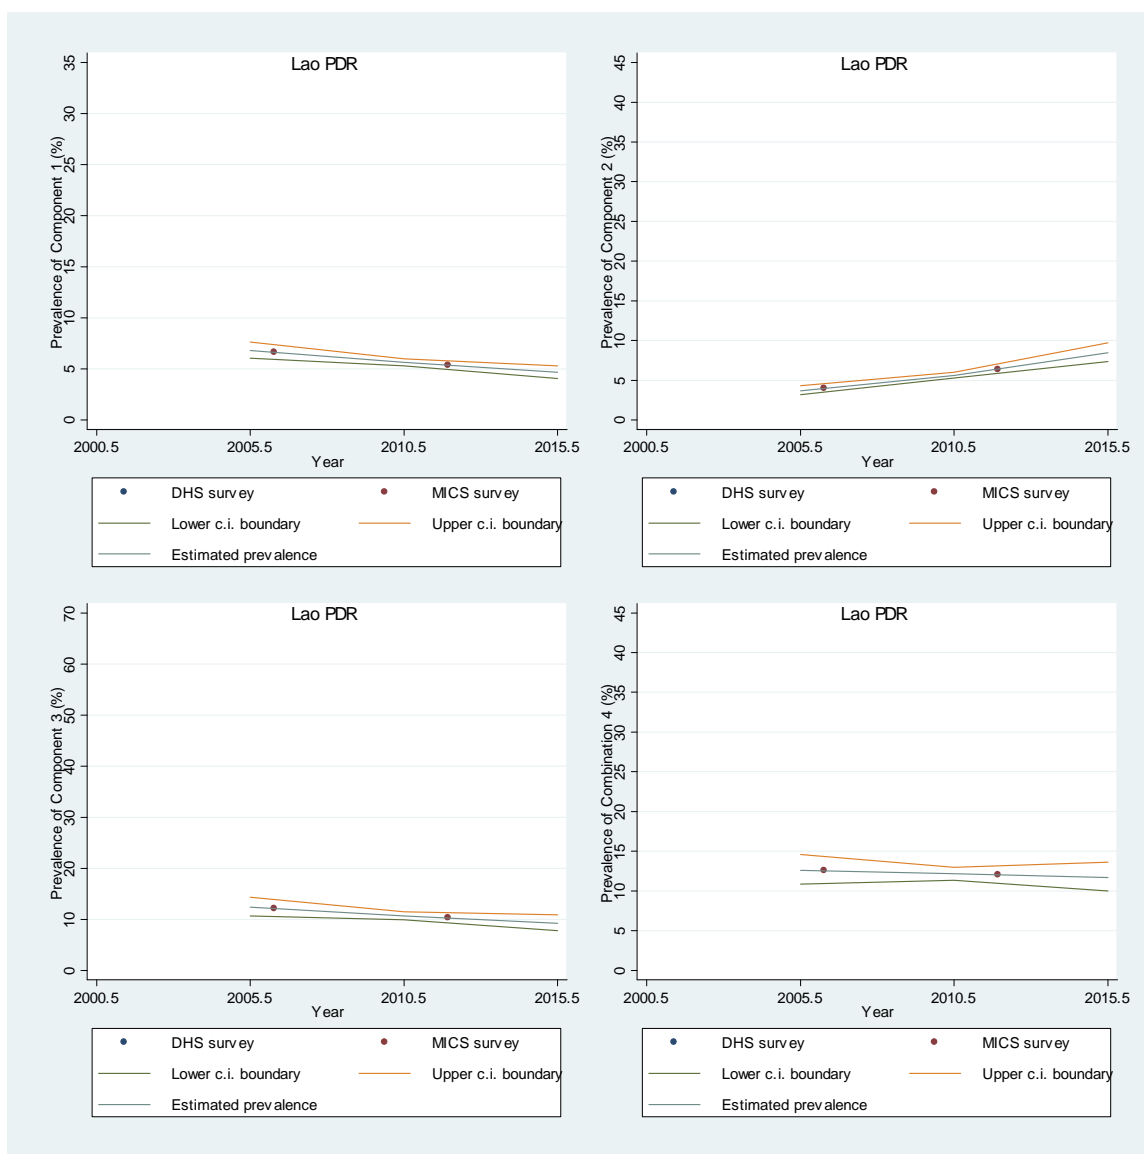 Lao PDR
Prevalence of Component 1 (%)
0 5 10 15 20 25 30 35
2000.5 2005.5 2010.5 2015.5
Year
DHS survey MICS survey
Lower c.i. boundary Upper c.i. boundary
Estimated prevalence
Lao PDR
Prevalence of Component 2 (%)
0 5 10 15 20 25 30 35 40 45
2000.5 2005.5 2010.5 2015.5
Year
DHS survey MICS survey
Lower c.i. boundary Upper c.i. boundary
Estimated prevalence
Lao PDR
Prevalence of Component 3 (%)
0 10 20 30 40 50 60 70
2000.5 2005.5 2010.5 2015.5
Year
DHS survey MICS survey
Lower c.i. boundary Upper c.i. boundary
Estimated prevalence
Lao PDR
Prevalence of Combination 4 (%)
0 5 10 15 20 25 30 35 40 45
2000.5 2005.5 2010.5 2015.5
Year
DHS survey MICS survey
Lower c.i. boundary Upper c.i. boundary
Estimated prevalence